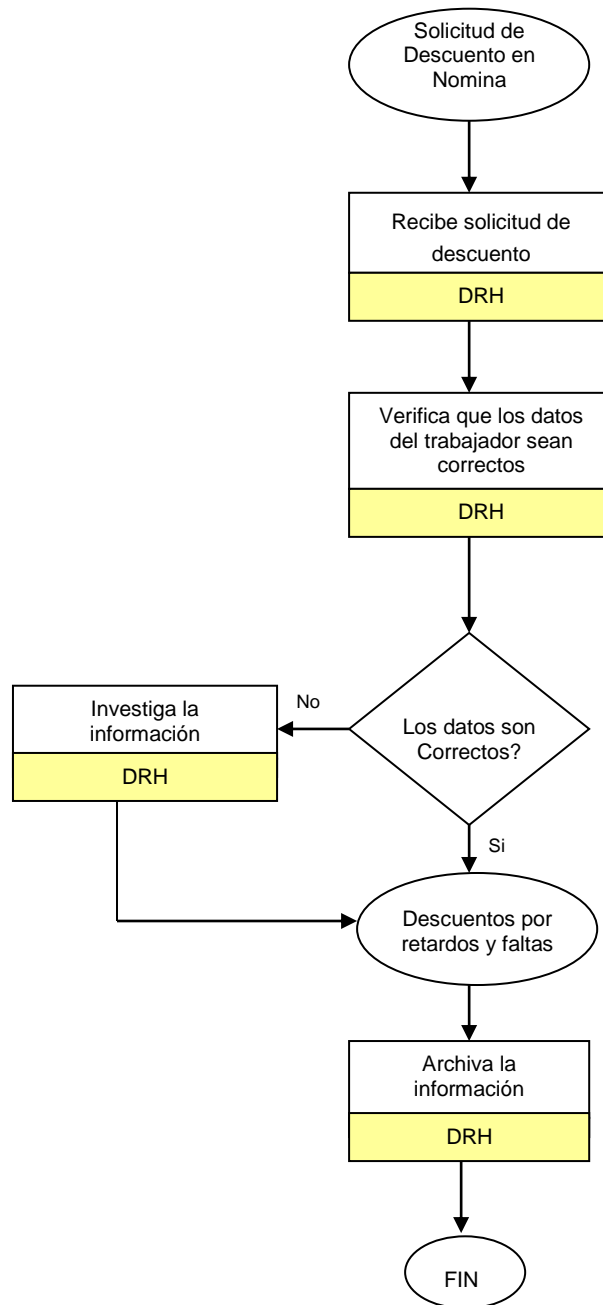 Solicitud de
Descuento en
Nomina
Recibe solicitud de
descuento
DRH
Verifica que los datos
del trabajador sean
correctos
DRH
Los datos son
Correctos?
No
Investiga la
información
DRH
Si
Descuentos por
retardos y faltas
Archiva la
información
DRH
FIN